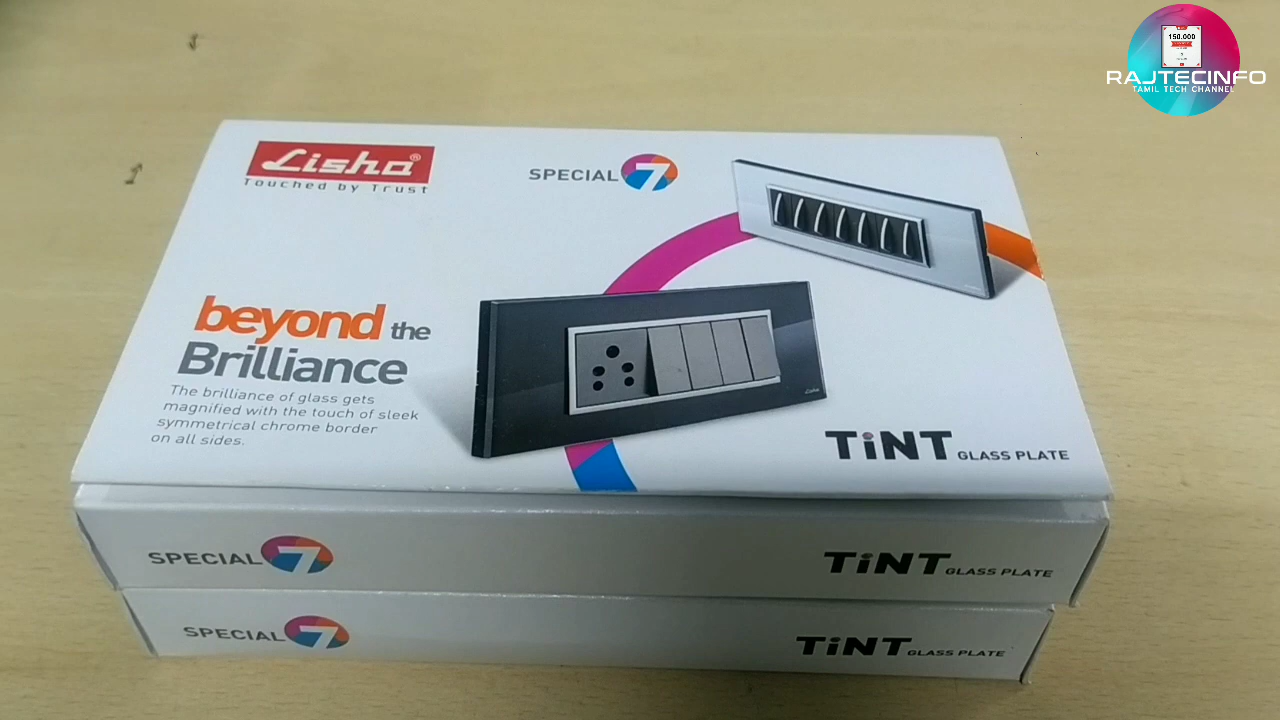 150.000
RAJTECINFO
TAMIL TECH CHANNEL
Lisha®
Touched by Trust
SPECIAL 7
beyond the
Brilliance
The brilliance of glass gets
magnified with the touch of sleek
symmetrical chrome border
on all sides.
TiNT GLASS PLATE
SPECIAL 7
TiNT GLASS PLATE
SPECIAL 7
TiNT GLASS PLATE